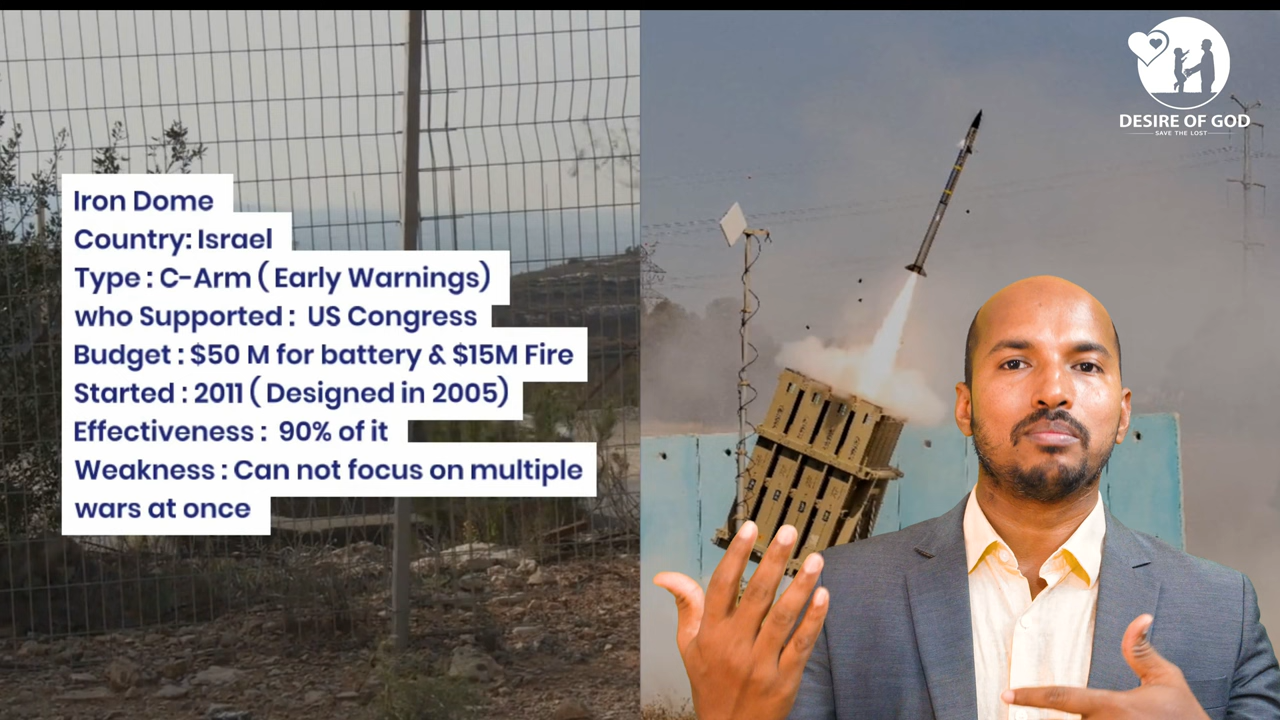 Iron Dome
Country: Israel
Type : C-Arm ( Early Warnings)
who Supported : US Congress
Budget : $50 M for battery & $15M Fire
Started : 2011 ( Designed in 2005)
Effectiveness : 90% of it
Weakness : Can not focus on multiple
wars at once
DESIRE OF GOD
SAVE THE LOST